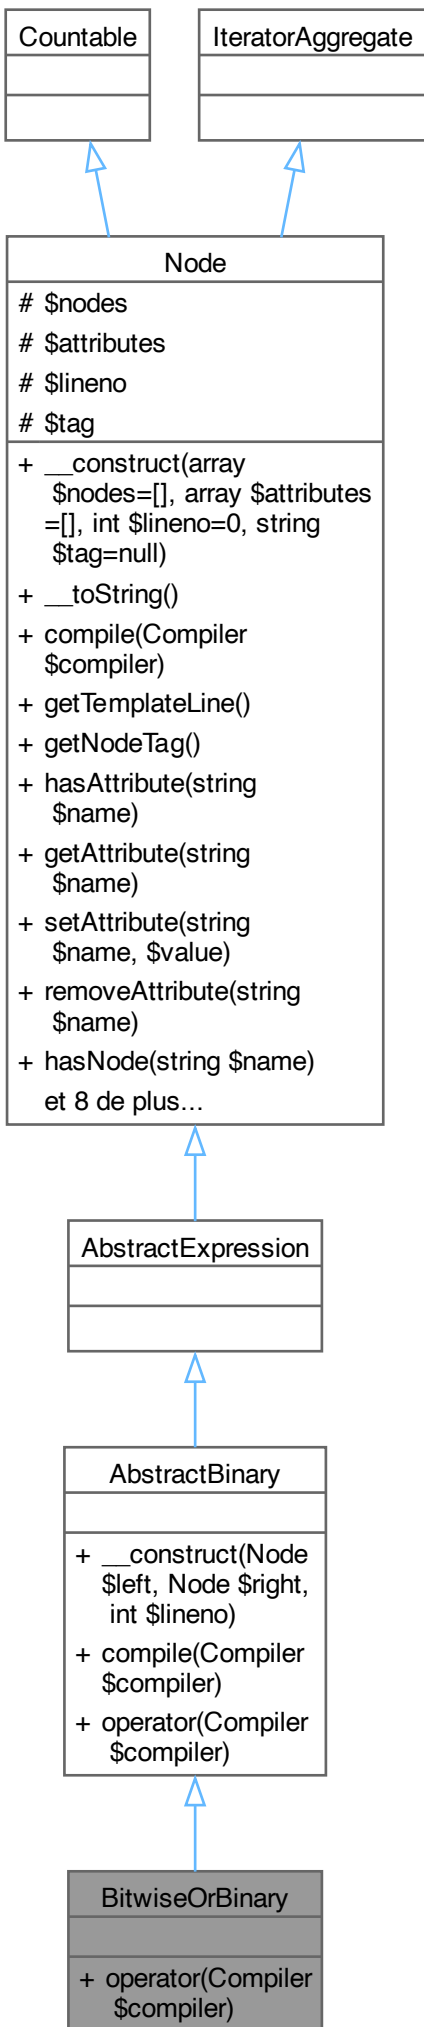 Countable
IteratorAggregate
Node
# $nodes
# $attributes
# $lineno
# $tag
+ __construct(array
$nodes=[], array $attributes
=[], int $lineno=0, string
$tag=null)
+ __toString()
+ compile(Compiler
$compiler)
+ getTemplateLine()
+ getNodeTag()
+ hasAttribute(string
$name)
+ getAttribute(string
$name)
+ setAttribute(string
$name, $value)
+ removeAttribute(string
$name)
+ hasNode(string $name)
et 8 de plus...
AbstractExpression
AbstractBinary
+ __construct(Node
$left, Node $right,
int $lineno)
+ compile(Compiler
$compiler)
+ operator(Compiler
$compiler)
BitwiseOrBinary
+ operator(Compiler
$compiler)